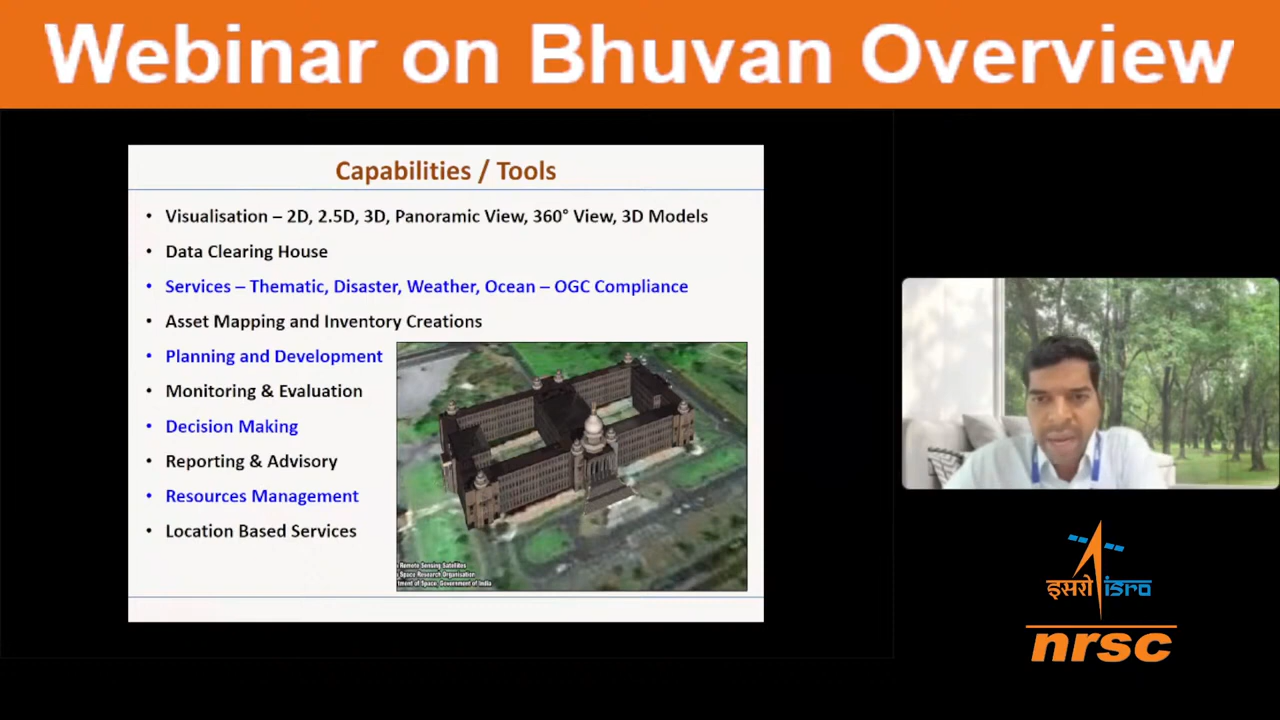 Webinar on Bhuvan Overview
Capabilities / Tools
• Visualisation – 2D, 2.5D, 3D, Panoramic View, 360° View, 3D Models
• Data Clearing House
• Services – Thematic, Disaster, Weather, Ocean – OGC Compliance
• Asset Mapping and Inventory Creations
• Planning and Development
• Monitoring & Evaluation
• Decision Making
• Reporting & Advisory
• Resources Management
• Location Based Services
Remote Sensing Satellites
Space Research Organisation
of Space, Government of India
इसरो isro
nrsc